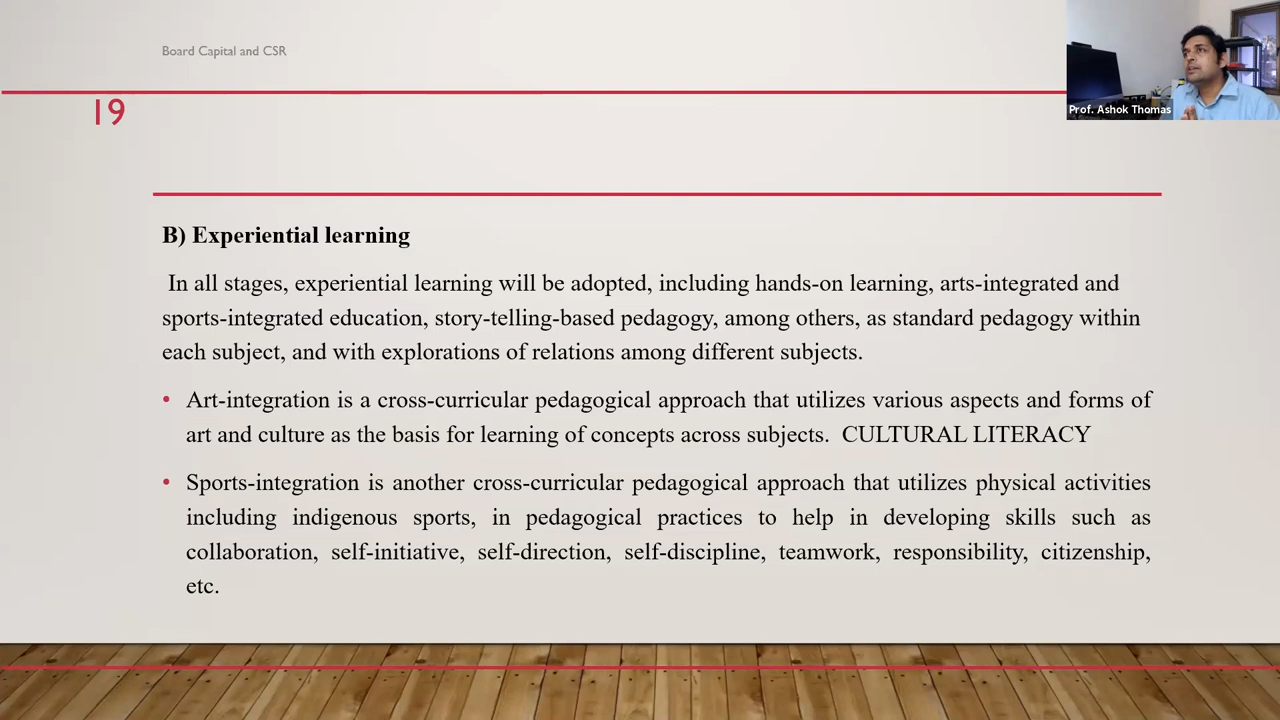 Board Capital and CSR
Prof. Ashok Thomas
19
B) Experiential learning
In all stages, experiential learning will be adopted, including hands-on learning, arts-integrated and
sports-integrated education, story-telling-based pedagogy, among others, as standard pedagogy within
each subject, and with explorations of relations among different subjects.
• Art-integration is a cross-curricular pedagogical approach that utilizes various aspects and forms of
art and culture as the basis for learning of concepts across subjects. CULTURAL LITERACY
• Sports-integration is another cross-curricular pedagogical approach that utilizes physical activities
including indigenous sports, in pedagogical practices to help in developing skills such as
collaboration, self-initiative, self-direction, self-discipline, teamwork, responsibility, citizenship,
etc.